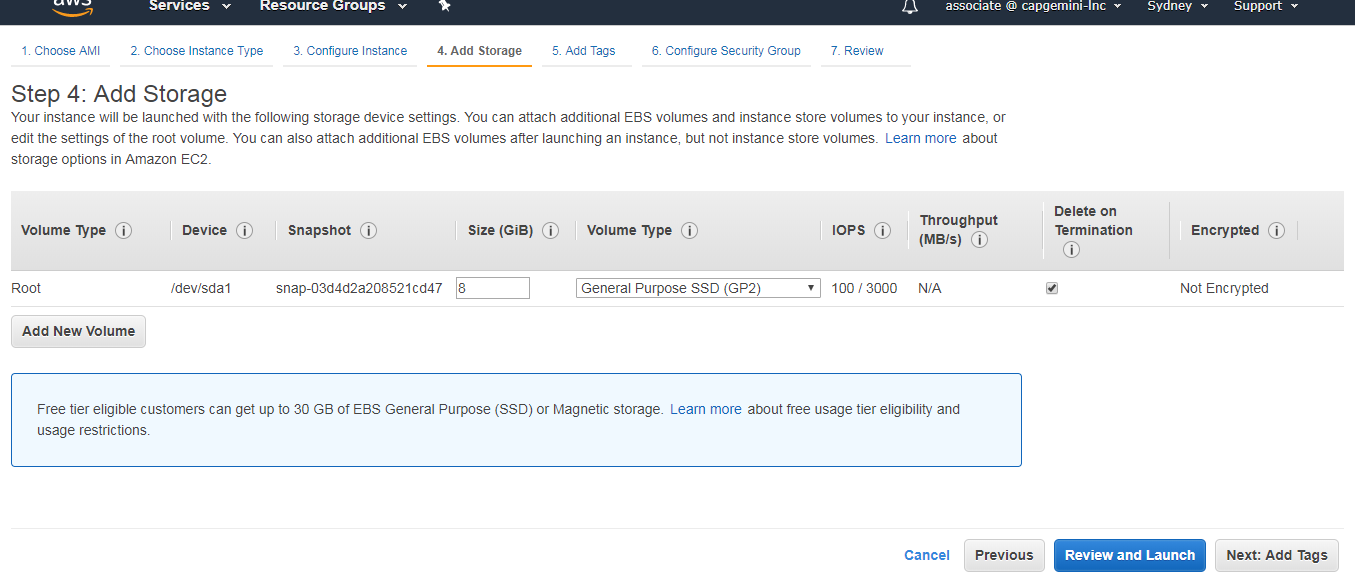 aws Services Resource Groups associate @ capgemini-Inc Sydney Support
1. Choose AMI 2. Choose Instance Type 3. Configure Instance 4. Add Storage 5. Add Tags 6. Configure Security Group 7. Review
Step 4: Add Storage
Your instance will be launched with the following storage device settings. You can attach additional EBS volumes and instance store volumes to your instance, or
edit the settings of the root volume. You can also attach additional EBS volumes after launching an instance, but not instance store volumes. Learn more about
storage options in Amazon EC2.
Volume Type i Device i Snapshot i Size (GiB) i Volume Type i IOPS i Throughput (MB/s) i Delete on Termination i Encrypted i
Root /dev/sda1 snap-03d4d2a208521cd47 8 General Purpose SSD (GP2) 100 / 3000 N/A Not Encrypted
Add New Volume
Free tier eligible customers can get up to 30 GB of EBS General Purpose (SSD) or Magnetic storage. Learn more about free usage tier eligibility and
usage restrictions.
Cancel Previous Review and Launch Next: Add Tags